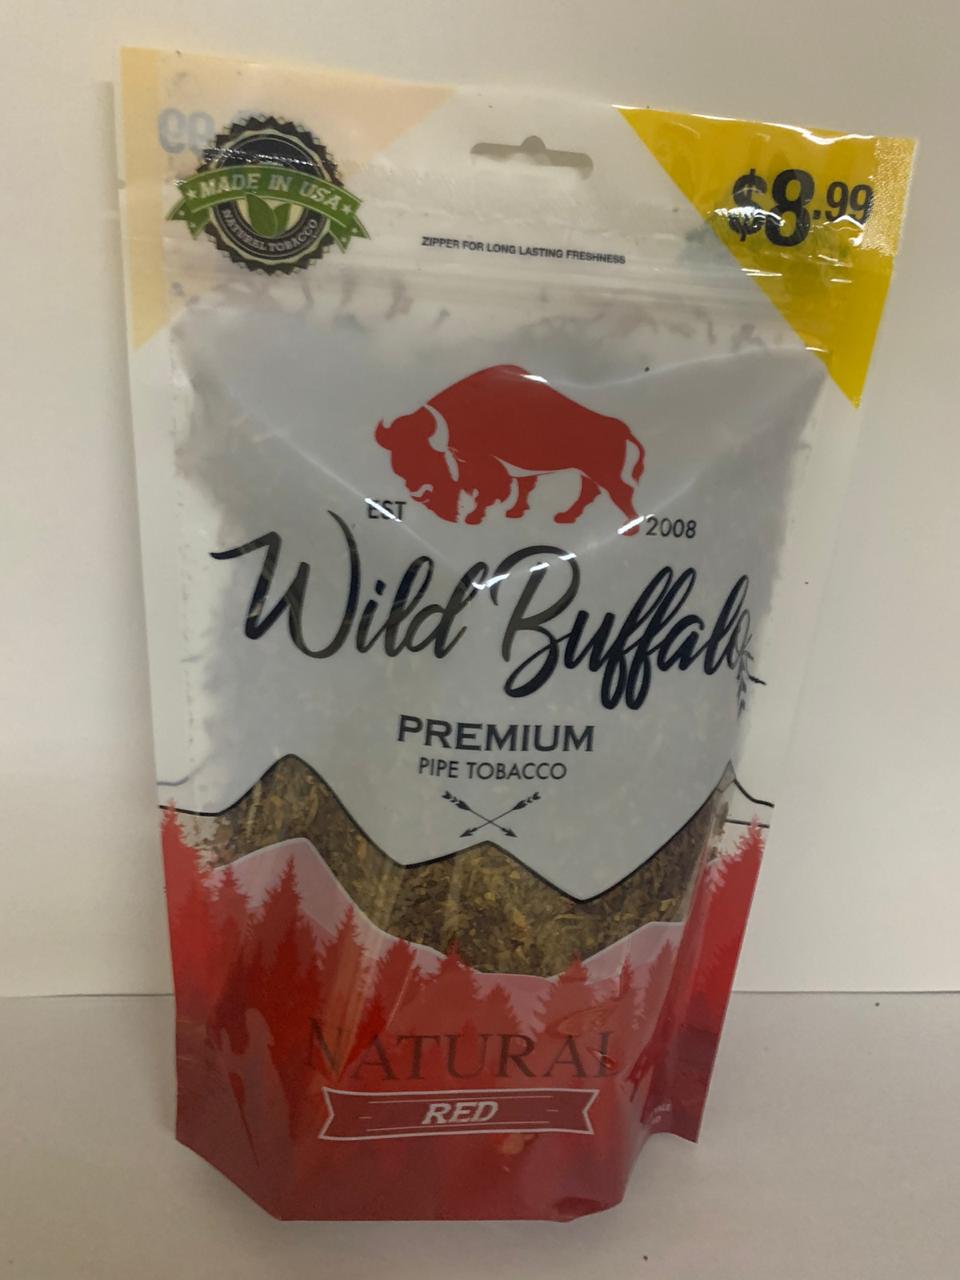 MADE IN USA
NATURAL TOBACCO
$8.99
ZIPPER FOR LONG LASTING FRESHNESS
EST
2008
Wild Buffalo
PREMIUM
PIPE TOBACCO
NATURAL
RED